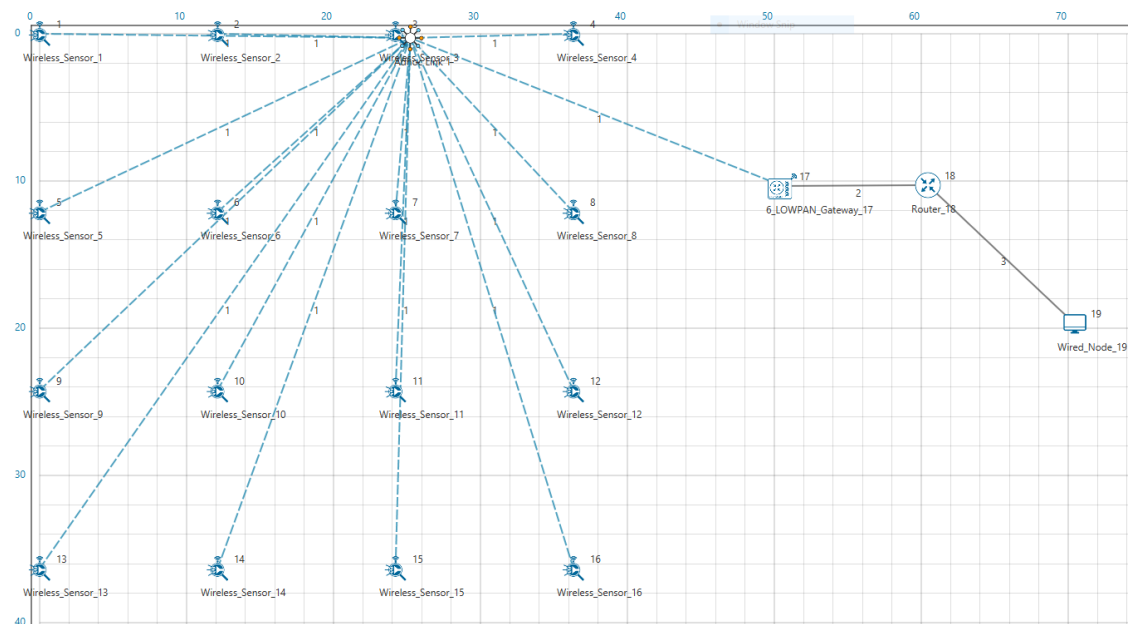 0 10 20 30 40 50 60 70
0
1 2 3 4
Wireless_Sensor_1 Wireless_Sensor_2 Wireless_Sensor_3 Wireless_Sensor_4
1 1
1 1 1 1
10
5 6 7 8 17 18
2
Wireless_Sensor_5 Wireless_Sensor_6 Wireless_Sensor_7 Wireless_Sensor_8 6_LOWPAN_Gateway_17 Router_18
1 1 1 1
3
20
1 1 1 1 19
Wired_Node_19
9 10 11 12
Wireless_Sensor_9 Wireless_Sensor_10 Wireless_Sensor_11 Wireless_Sensor_12
30
13 14 15 16
Wireless_Sensor_13 Wireless_Sensor_14 Wireless_Sensor_15 Wireless_Sensor_16
40
Window Snip